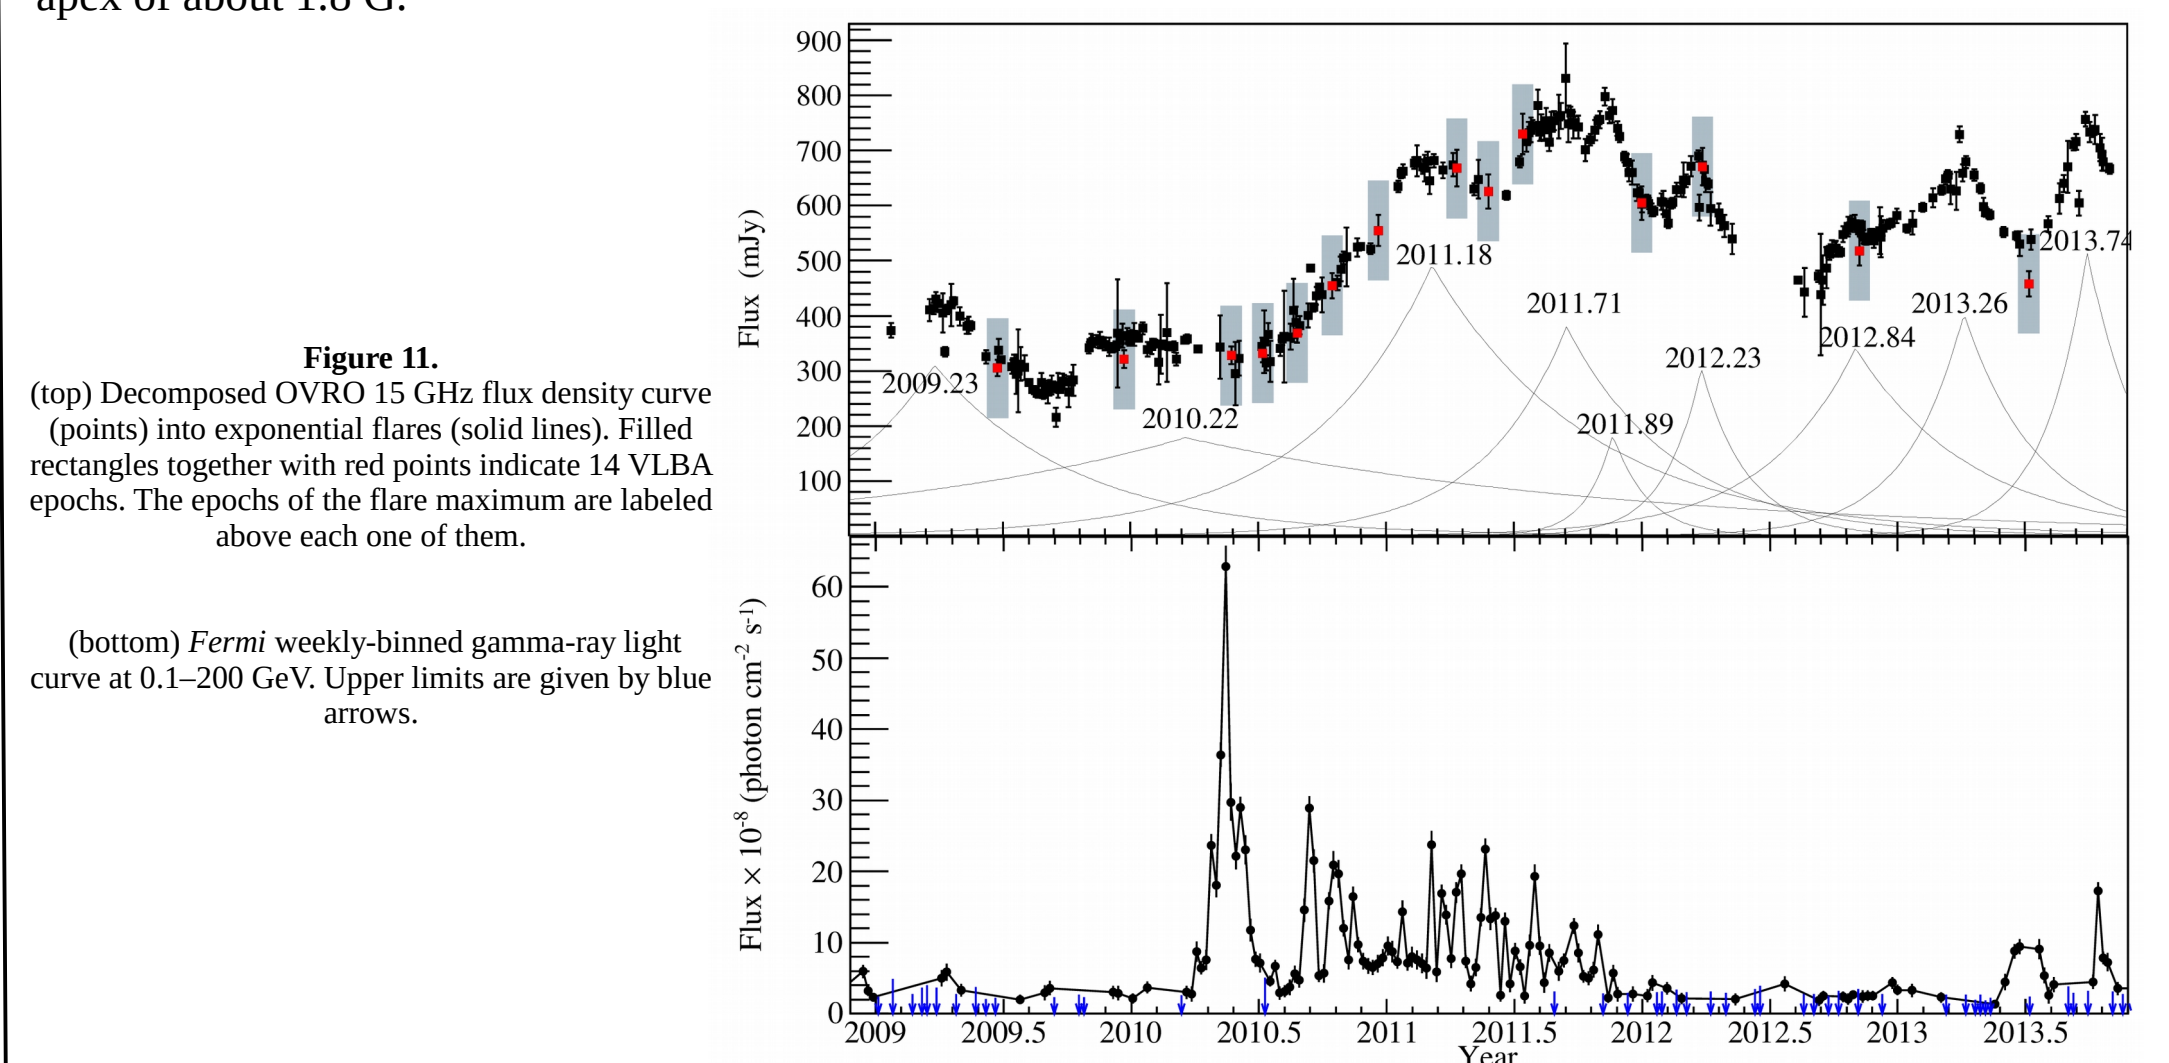 apex of about 1.8 G.
Figure 11.
(top) Decomposed OVRO 15 GHz flux density curve
(points) into exponential flares (solid lines). Filled
rectangles together with red points indicate 14 VLBA
epochs. The epochs of the flare maximum are labeled
above each one of them.
(bottom) Fermi weekly-binned gamma-ray light
curve at 0.1–200 GeV. Upper limits are given by blue
arrows.
Flux (mJy)
900
800
700
600
500
400
300
200
100
2009.23
2010.22
2011.18
2011.71
2011.89
2012.23
2012.84
2013.26
2013.74
Flux × 10-8 (photon cm-2 s-1)
60
50
40
30
20
10
0
2009 2009.5 2010 2010.5 2011 2011.5 2012 2012.5 2013 2013.5
Year